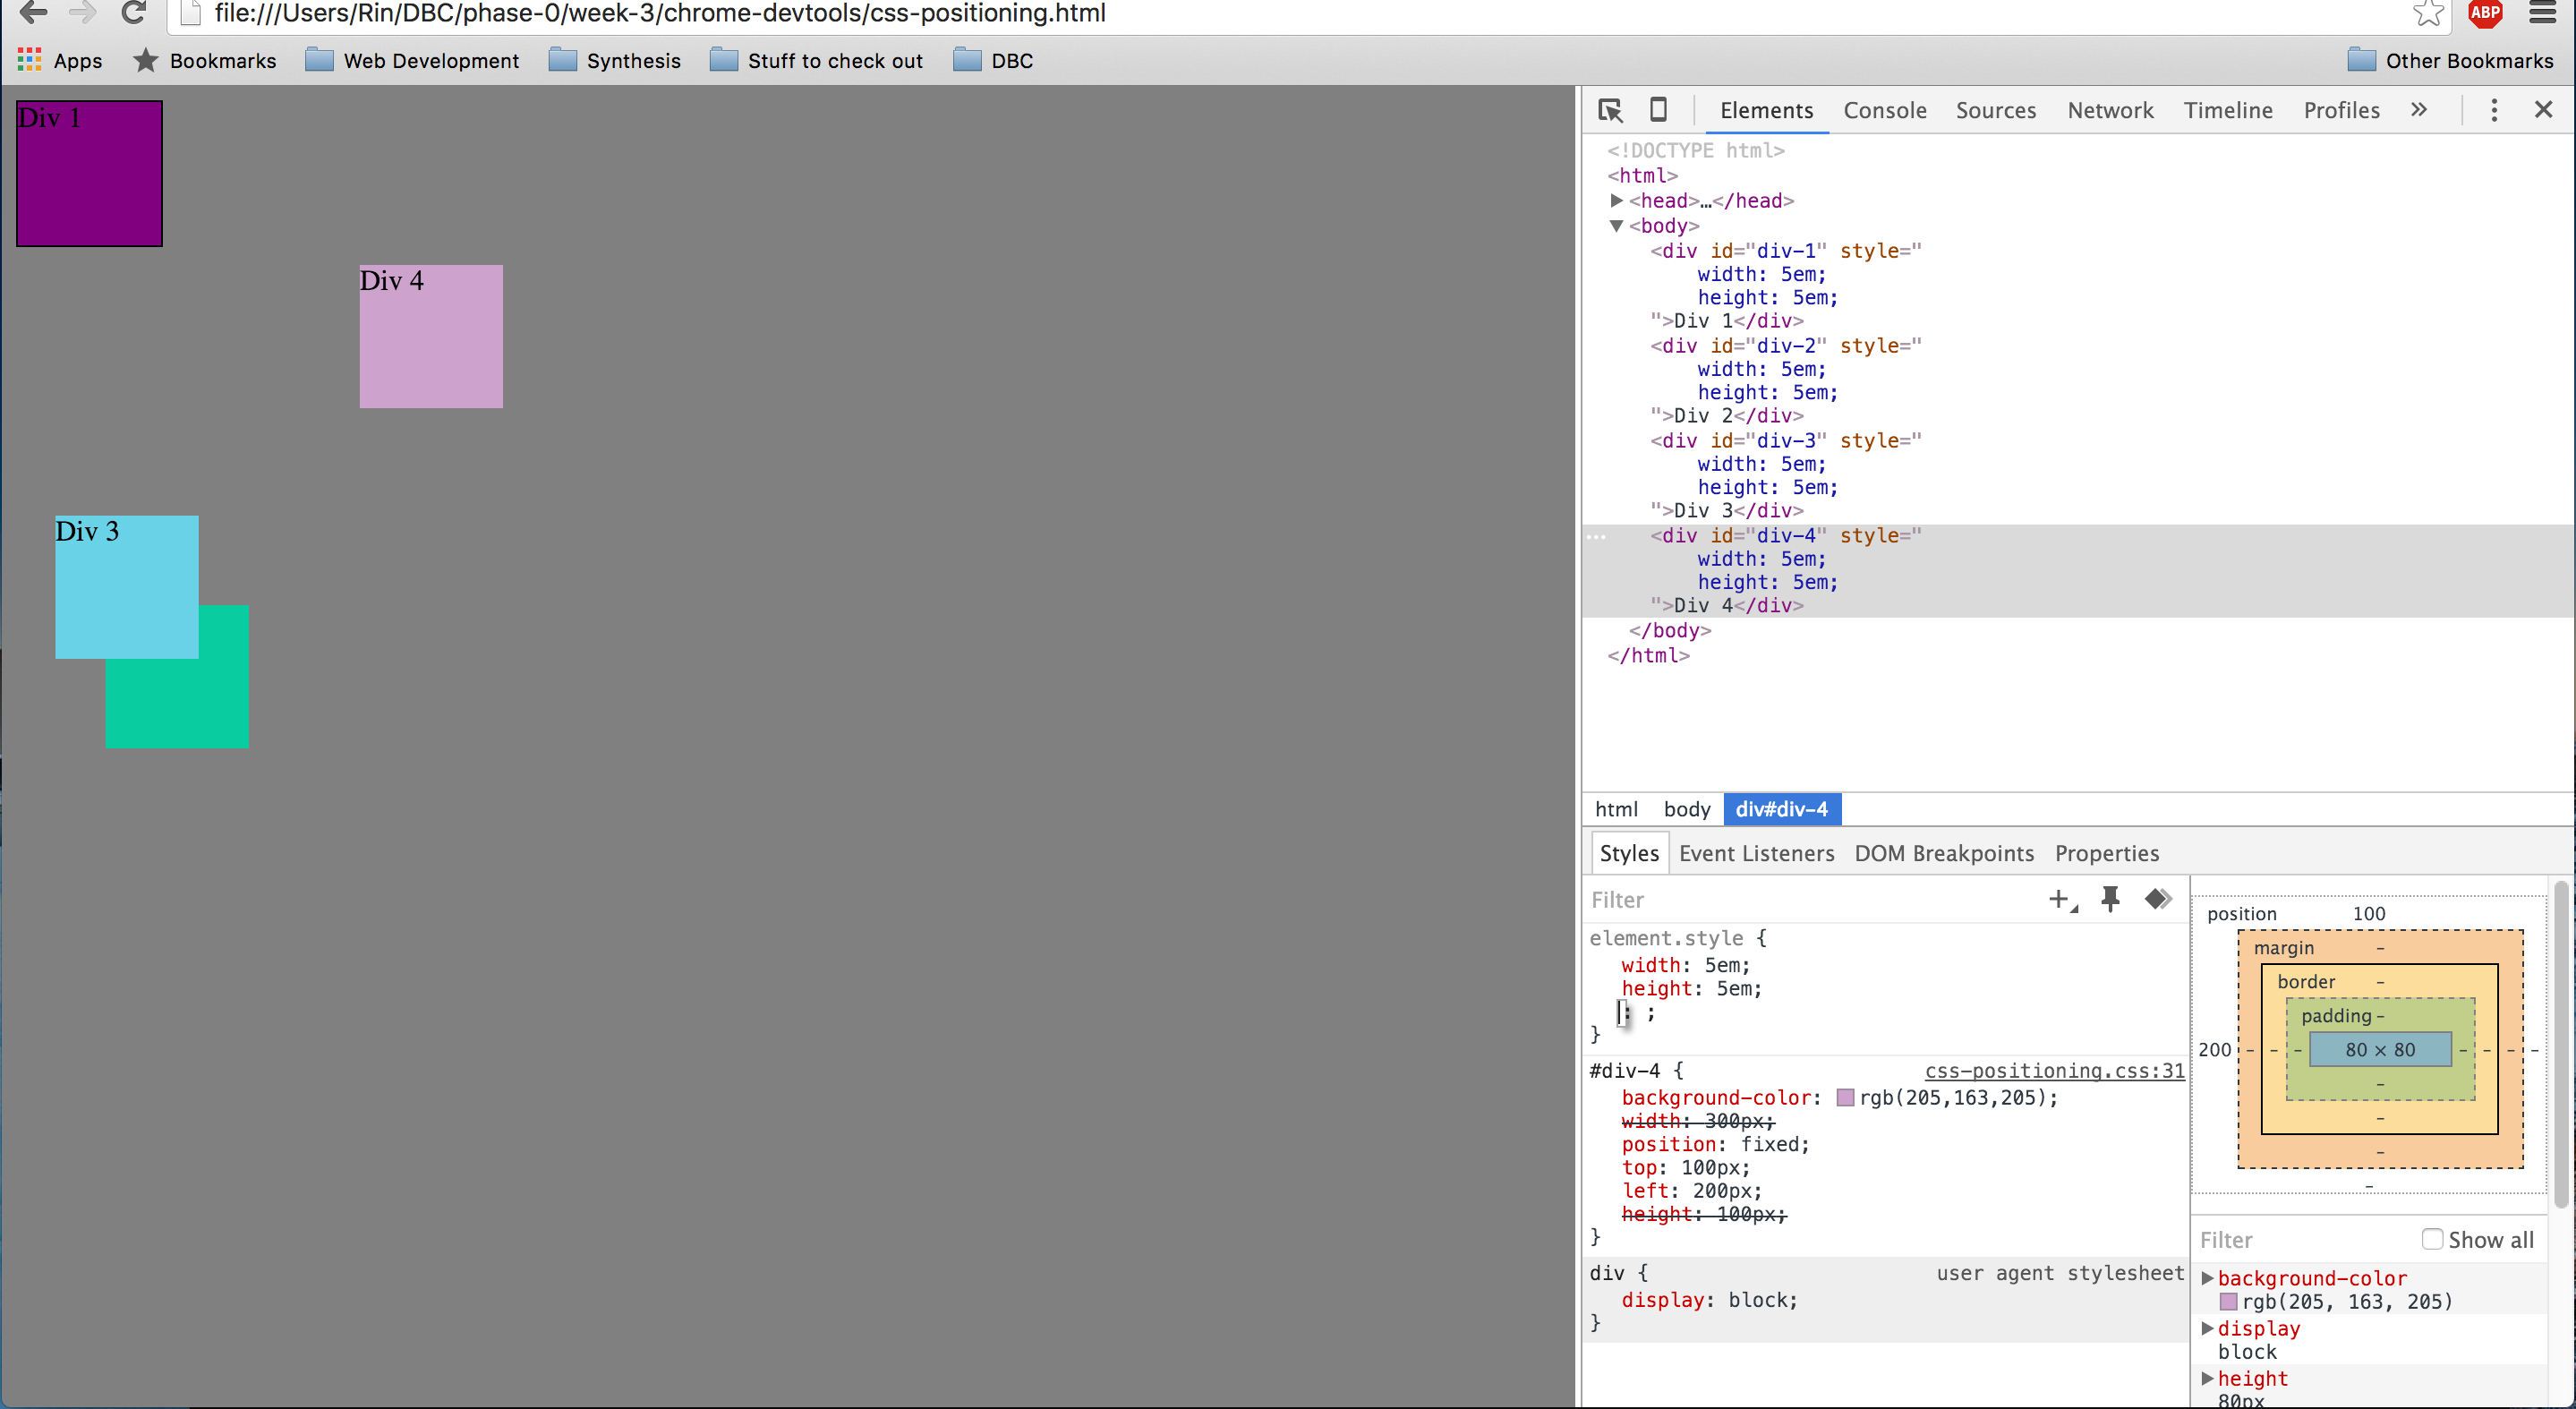 file:///Users/Rin/DBC/phase-0/week-3/chrome-devtools/css-positioning.html
ABP
Apps Bookmarks Web Development Synthesis Stuff to check out DBC Other Bookmarks
Div 1
Div 4
Div 3
Elements Console Sources Network Timeline Profiles »
<!DOCTYPE html>
<html>
<head>…</head>
<body>
<div id="div-1" style="
width: 5em;
height: 5em;
">Div 1</div>
<div id="div-2" style="
width: 5em;
height: 5em;
">Div 2</div>
<div id="div-3" style="
width: 5em;
height: 5em;
">Div 3</div>
<div id="div-4" style="
width: 5em;
height: 5em;
">Div 4</div>
</body>
</html>
html body div#div-4
Styles Event Listeners DOM Breakpoints Properties
Filter
element.style {
width: 5em;
height: 5em;
: ;
}
#div-4 { css-positioning.css:31
background-color: rgb(205,163,205);
width: 300px;
position: fixed;
top: 100px;
left: 200px;
height: 100px;
}
div { user agent stylesheet
display: block;
}
position 100
margin -
border -
padding -
200 - - - 80 × 80 - - - -
-
-
-
-
Filter Show all
background-color
rgb(205, 163, 205)
display
block
height
80px